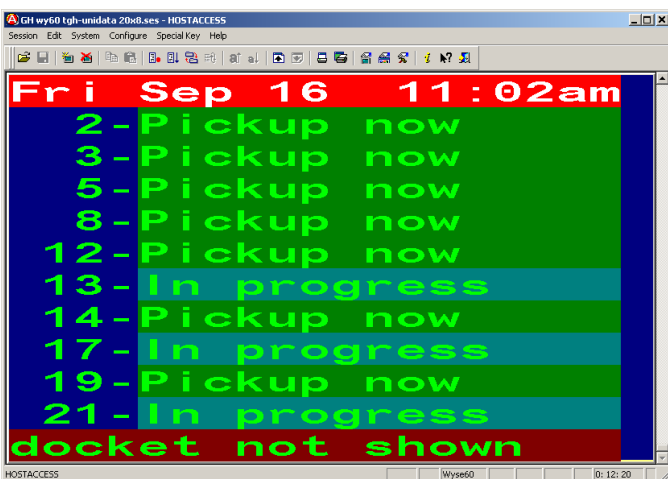 GH wy60 tgh-unidata 20x8.ses - HOSTACCESS
Session Edit System Configure Special Key Help
Fri Sep 16 11:02am
2-Pickup now
3-Pickup now
5-Pickup now
8-Pickup now
12-Pickup now
13-In progress
14-Pickup now
17-In progress
19-Pickup now
21-In progress
docket not shown
HOSTACCESS Wyse60 0: 12: 20